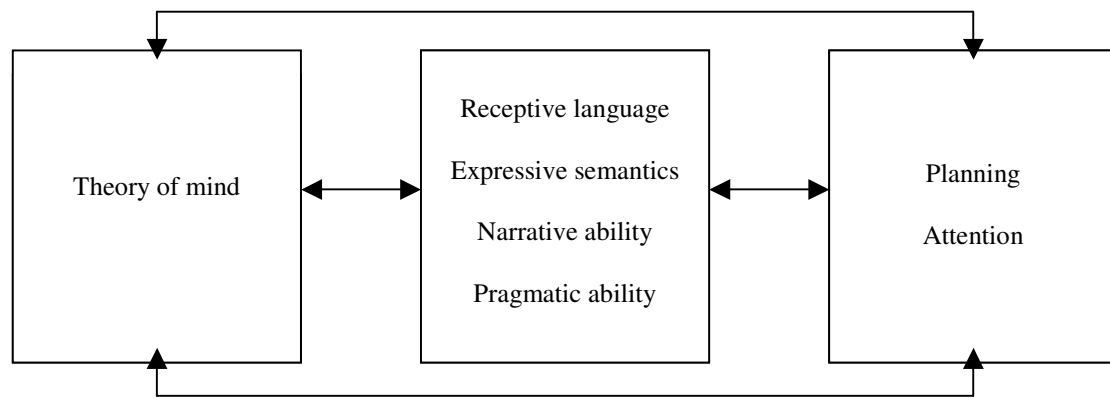 Theory of mind
Receptive language
Expressive semantics
Narrative ability
Pragmatic ability
Planning
Attention